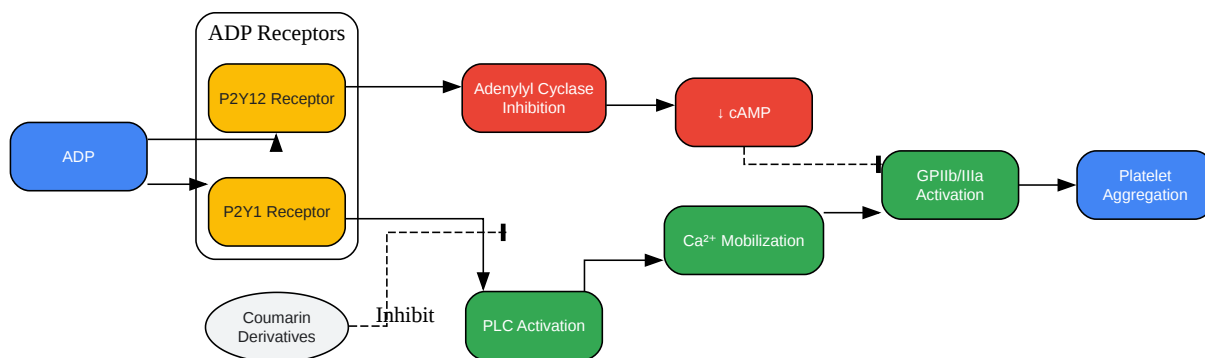 ADP Receptors
P2Y12 Receptor
Adenylyl Cyclase
Inhibition
↓ cAMP
ADP
P2Y1 Receptor
GPIIb/IIIa
Activation
Platelet
Aggregation
Ca²⁺ Mobilization
Coumarin
Derivatives
Inhibit
PLC Activation